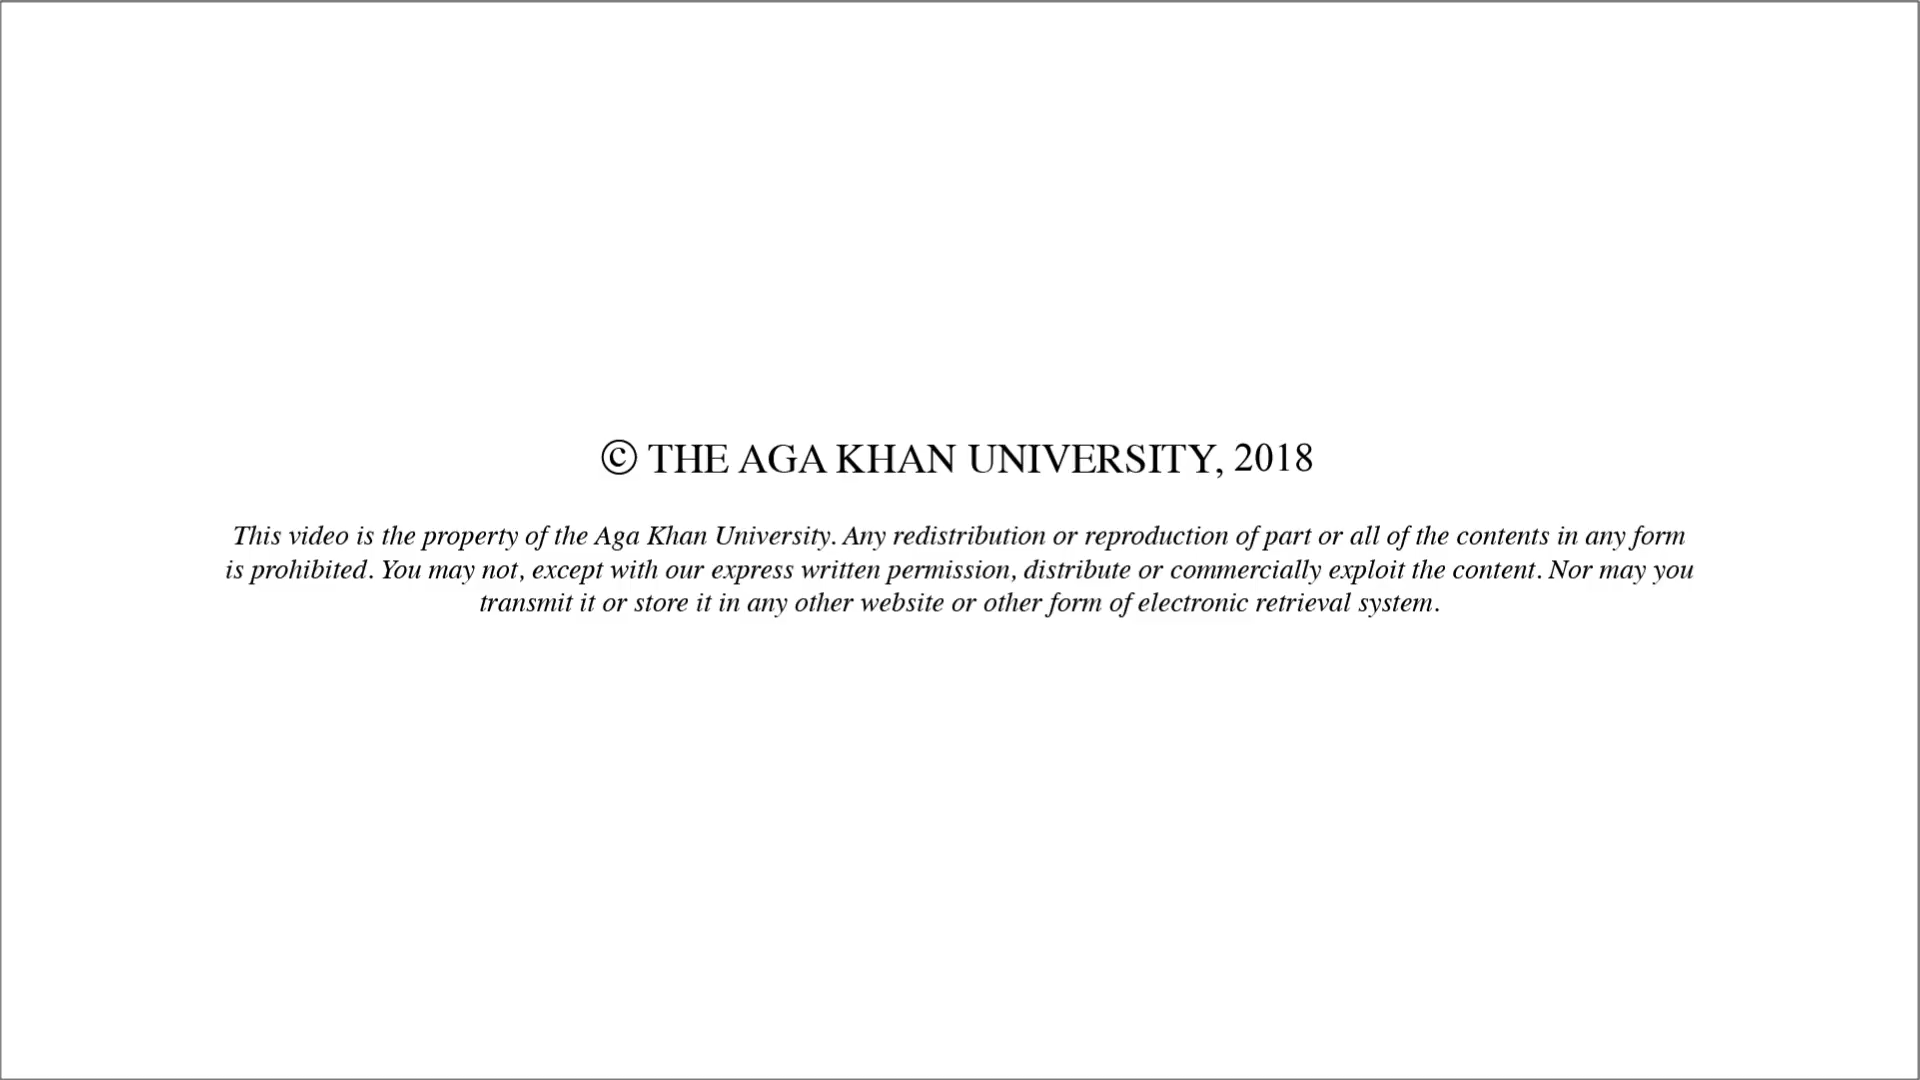 © THE AGA KHAN UNIVERSITY, 2018
This video is the property of the Aga Khan University. Any redistribution or reproduction of part or all of the contents in any form
is prohibited. You may not, except with our express written permission, distribute or commercially exploit the content. Nor may you
transmit it or store it in any other website or other form of electronic retrieval system.